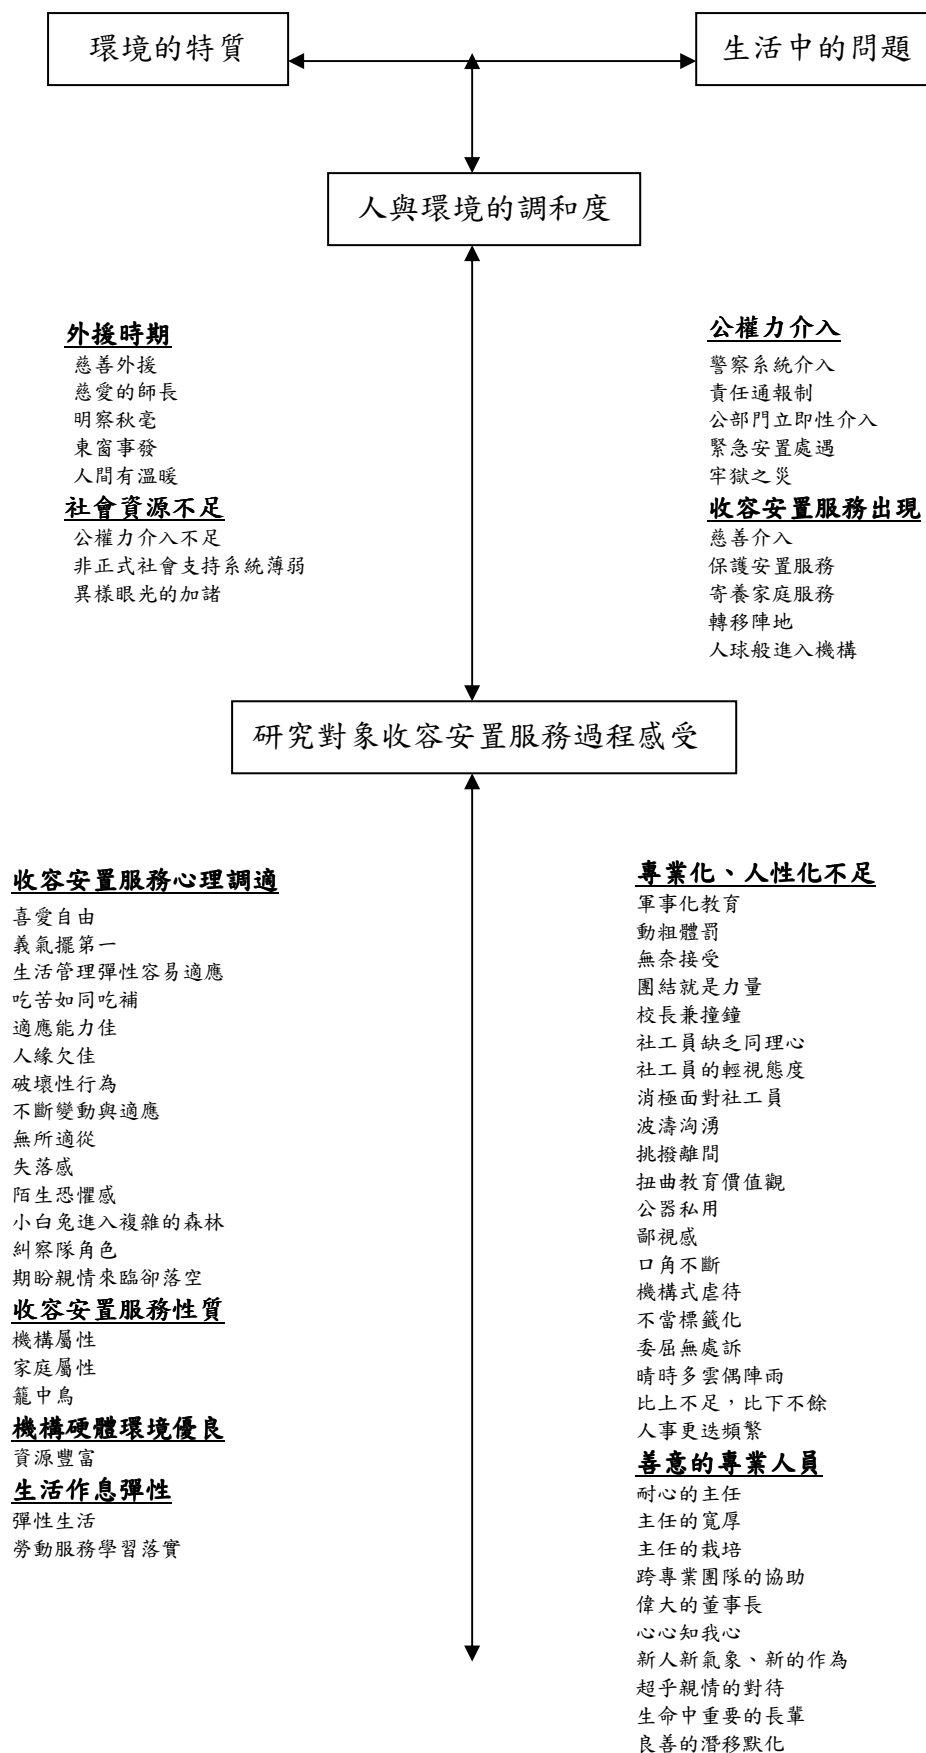 環境的特質
生活中的問題
人與環境的調和度
外援時期
慈善外援
慈愛的師長
明察秋毫
東窗事發
人間有溫暖
社會資源不足
公權力介入不足
非正式社會支持系統薄弱
異樣眼光的加諸
公權力介入
警察系統介入
責任通報制
公部門立即性介入
緊急安置處遇
牢獄之災
收容安置服務出現
慈善介入
保護安置服務
寄養家庭服務
轉移陣地
人球般進入機構
研究對象收容安置服務過程感受
收容安置服務心理調適
喜愛自由
義氣擺第一
生活管理彈性容易適應
吃苦如同吃補
適應能力佳
人緣欠佳
破壞性行為
不斷變動與適應
無所適從
失落感
陌生恐懼感
小白兔進入複雜的森林
糾察隊角色
期盼親情來臨卻落空
收容安置服務性質
機構屬性
家庭屬性
籠中鳥
機構硬體環境優良
資源豐富
生活作息彈性
彈性生活
勞動服務學習落實
專業化、人性化不足
軍事化教育
動粗體罰
無奈接受
團結就是力量
校長兼撞鐘
社工員缺乏同理心
社工員的輕視態度
消極面對社工員
波濤洶湧
挑撥離間
扭曲教育價值觀
公器私用
鄙視感
口角不斷
機構式虐待
不當標籤化
委屈無處訴
晴時多雲偶陣雨
比上不足，比下不餘
人事更迭頻繁
善意的專業人員
耐心的主任
主任的寬厚
主任的栽培
跨專業團隊的協助
偉大的董事長
心心知我心
新人新氣象、新的作為
超乎親情的對待
生命中重要的長輩
良善的潛移默化